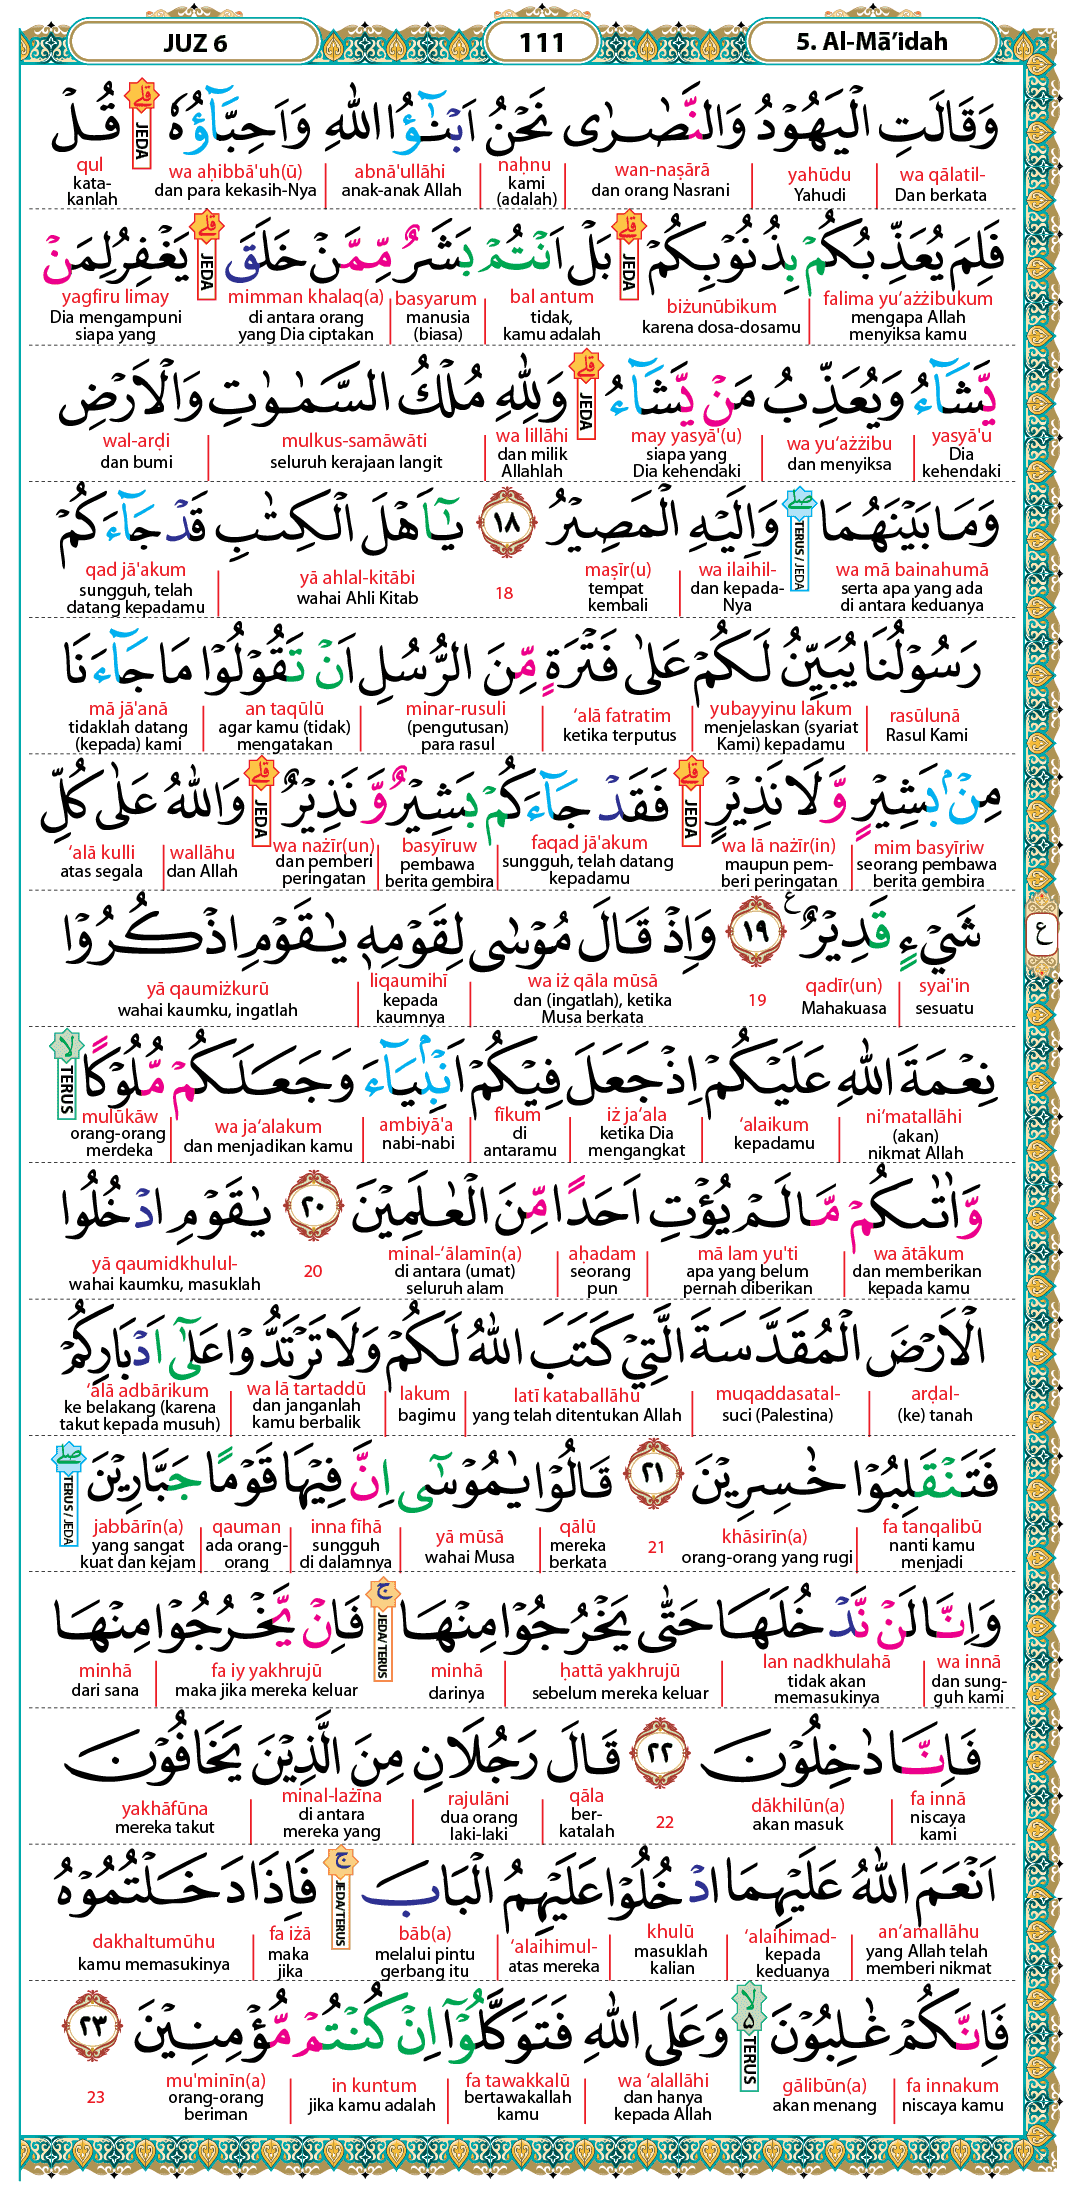 JUZ 6 111 5. Al-Mā’idah
وَقَالَتِ الْيَهُوْدُ وَالنَّصٰرٰى نَحْنُ اَبْنٰۤؤُا اللّٰهِ وَاَحِبَّاۤؤُهٗ ۗ قُلْ
JEDA
wa qālatil- yahūdu wan-naṣārā naḥnu abnā'ullāhi wa aḥibbā'uh(ū) qul
Dan berkata Yahudi dan orang Nasrani kami (adalah) anak-anak Allah dan para kekasih-Nya kata-kanlah
فَلِمَ يُعَذِّبُكُمْ بِذُنُوْبِكُمْ ۗ بَلْ اَنْتُمْ بَشَرٌ مِّمَّنْ خَلَقَ ۗ يَغْفِرُ لِمَنْ
JEDA JEDA
falima yu‘ażżibukum biżunūbikum bal antum basyarum mimman khalaq(a) yagfiru limay
mengapa Allah menyiksa kamu karena dosa-dosamu tidak, kamu adalah manusia (biasa) di antara orang yang Dia ciptakan Dia mengampuni siapa yang
يَّشَاۤءُ وَيُعَذِّبُ مَنْ يَّشَاۤءُ ۗ وَلِلّٰهِ مُلْكُ السَّمٰوٰتِ وَالْاَرْضِ
JEDA
yasyā'u wa yu‘ażżibu may yasyā'(u) wa lillāhi mulkus-samāwāti wal-arḍi
Dia kehendaki dan menyiksa siapa yang Dia kehendaki dan milik Allahlah seluruh kerajaan langit dan bumi
وَمَا بَيْنَهُمَا ۖ وَاِلَيْهِ الْمَصِيْرُ ١٨ يٰٓاَهْلَ الْكِتٰبِ قَدْ جَاۤءَكُمْ
TERUS / JEDA
wa mā bainahumā wa ilaihil- maṣīr(u) 18 yā ahlal-kitābi qad jā'akum
serta apa yang ada di antara keduanya dan kepada-Nya tempat kembali wahai Ahli Kitab sungguh, telah datang kepadamu
رَسُوْلُنَا يُبَيِّنُ لَكُمْ عَلٰى فَتْرَةٍ مِّنَ الرُّسُلِ اَنْ تَقُوْلُوْا مَا جَاۤءَنَا
rasūlunā yubayyinu lakum ‘alā fatratim minar-rusuli an taqūlū mā jā'anā
Rasul Kami menjelaskan (syariat Kami) kepadamu ketika terputus (pengutusan) para rasul agar kamu (tidak) mengatakan tidaklah datang (kepada) kami
مِنْۢ بَشِيْرٍ وَّلَا نَذِيْرٍ ۗ فَقَدْ جَاۤءَكُمْ بَشِيْرٌ وَّنَذِيْرٌ ۗ وَاللّٰهُ عَلٰى كُلِّ
JEDA JEDA
mim basyīriw wa lā nażīr(in) faqad jā'akum basyīruw wa nażīr(un) wallāhu ‘alā kulli
seorang pembawa berita gembira maupun pem-beri peringatan sungguh, telah datang kepadamu pembawa berita gembira dan pemberi peringatan dan Allah atas segala
شَيْءٍ قَدِيْرٌ ࣖ ١٩ وَاِذْ قَالَ مُوْسٰى لِقَوْمِهٖ يٰقَوْمِ اذْكُرُوْا ع
syai'in qadīr(un) 19 wa iż qāla mūsā liqaumihī yā qaumiżkurū
sesuatu Mahakuasa dan (ingatlah), ketika Musa berkata kepada kaumnya wahai kaumku, ingatlah
نِعْمَةَ اللّٰهِ عَلَيْكُمْ اِذْ جَعَلَ فِيْكُمْ اَنْۢبِيَاۤءَ وَجَعَلَكُمْ مُّلُوْكًا ۙ
TERUS
ni‘matallāhi ‘alaikum iż ja‘ala fīkum ambiyā'a wa ja‘alakum mulūkāw
(akan) nikmat Allah kepadamu ketika Dia mengangkat di antaramu nabi-nabi dan menjadikan kamu orang-orang merdeka
وَّاٰتٰىكُمْ مَّا لَمْ يُؤْتِ اَحَدًا مِّنَ الْعٰلَمِيْنَ ٢٠ يٰقَوْمِ ادْخُلُوا
wa ātākum mā lam yu'ti aḥadam minal-‘ālamīn(a) 20 yā qaumidkhulul-
dan memberikan kepada kamu apa yang belum pernah diberikan seorang pun di antara (umat) seluruh alam wahai kaumku, masuklah
الْاَرْضَ الْمُقَدَّسَةَ الَّتِيْ كَتَبَ اللّٰهُ لَكُمْ وَلَا تَرْتَدُّوْا عَلٰٓى اَدْبَارِكُمْ
arḍal- muqaddasatal- latī kataballāhu lakum wa lā tartaddū ‘ālā adbārikum
(ke) tanah suci (Palestina) yang telah ditentukan Allah bagimu dan janganlah kamu berbalik ke belakang (karena takut kepada musuh)
فَتَنْقَلِبُوْا خٰسِرِيْنَ ٢١ قَالُوْا يٰمُوْسٰٓى اِنَّ فِيْهَا قَوْمًا جَبَّارِيْنَ ۖ
TERUS / JEDA
fa tanqalibū khāsirīn(a) 21 qālū yā mūsā inna fīhā qauman jabbārīn(a)
nanti kamu menjadi orang-orang yang rugi mereka berkata wahai Musa sungguh di dalamnya ada orang-orang yang sangat kuat dan kejam
وَاِنَّا لَنْ نَّدْخُلَهَا حَتّٰى يَخْرُجُوْا مِنْهَا ۚ فَاِنْ يَّخْرُجُوْا مِنْهَا
JEDA/TERUS
wa innā lan nadkhulahā ḥattā yakhrujū minhā fa iy yakhrujū minhā
dan sung-guh kami tidak akan memasukinya sebelum mereka keluar darinya maka jika mereka keluar dari sana
فَاِنَّا دٰخِلُوْنَ ٢٢ قَالَ رَجُلَانِ مِنَ الَّذِيْنَ يَخَافُوْنَ
fa innā dākhilūn(a) 22 qāla rajulāni minal-lażīna yakhāfūna
niscaya kami akan masuk ber-katalah dua orang laki-laki di antara mereka yang mereka takut
اَنْعَمَ اللّٰهُ عَلَيْهِمَا ادْخُلُوْا عَلَيْهِمُ الْبَابَ ۚ فَاِذَا دَخَلْتُمُوْهُ
JEDA/TERUS
an‘amallāhu ‘alaihimad- khulū ‘alaihimul- bāb(a) fa iżā dakhaltumūhu
yang Allah telah memberi nikmat kepada keduanya masuklah kalian atas mereka melalui pintu gerbang itu maka jika kamu memasukinya
فَاِنَّكُمْ غٰلِبُوْنَ ۙ ە وَعَلَى اللّٰهِ فَتَوَكَّلُوْٓا اِنْ كُنْتُمْ مُّؤْمِنِيْنَ ٢٣
TERUS
fa innakum gālibūn(a) wa ‘alallāhi fa tawakkalū in kuntum mu'minīn(a) 23
niscaya kamu akan menang dan hanya kepada Allah bertawakallah kamu jika kamu adalah orang-orang beriman